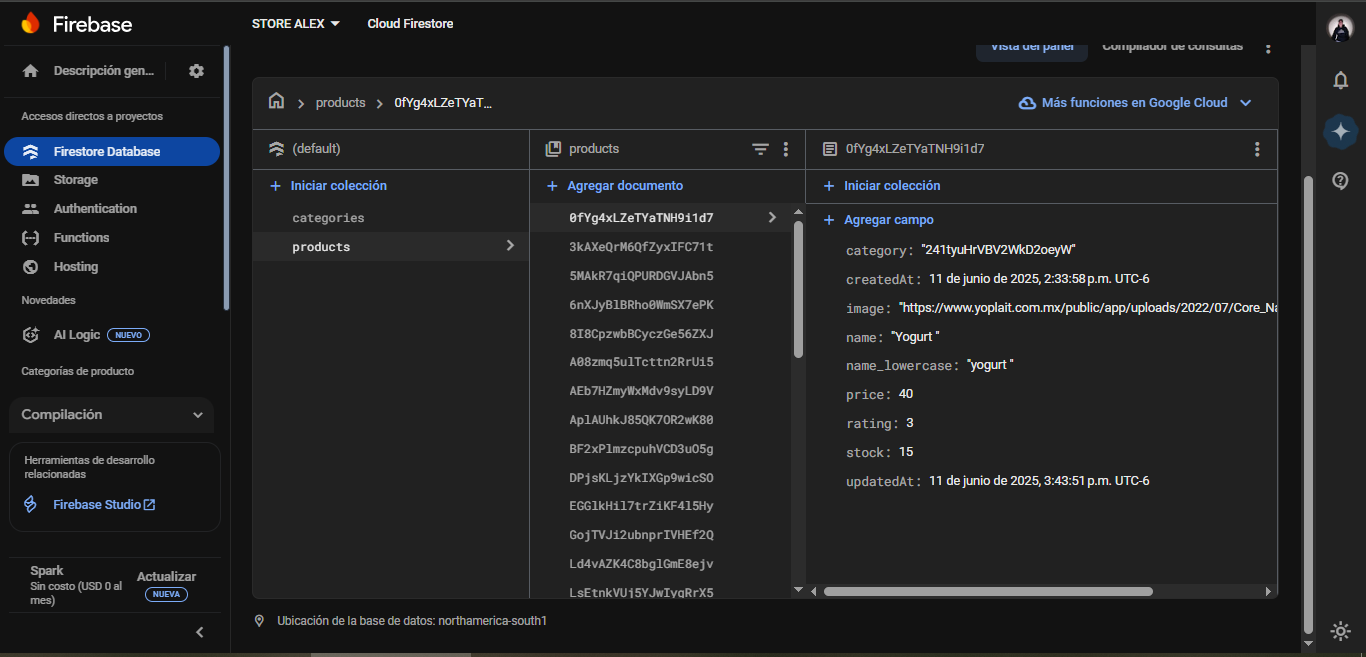 Firebase
STORE ALEX
Cloud Firestore
Descripción gen...
Accesos directos a proyectos
Firestore Database
Storage
Authentication
Functions
Hosting
Novedades
AI Logic NUEVO
Categorías de producto
Compilación
Herramientas de desarrollo
relacionadas
Firebase Studio
Spark
Sin costo (USD 0 al
mes)
Actualizar
NUEVA
Vista del panel
Compilador de consultas
products
0fYg4xLZeTYaT...
Más funciones en Google Cloud
(default)
Iniciar colección
categories
products
products
Agregar documento
0fYg4xLZeTYaTNH9i1d7
3kAXeQrM6QfZyxIFC71t
5MAkR7qiQPURDGVJAbn5
6nXJyBlBRho0WmSX7ePK
8I8CpzwbBCyczGe56ZXJ
A08zmq5ulTcttn2RrUi5
AEb7HZmyWxMdv9syLD9V
AplAUhkJ85QK7OR2wK80
BF2xPlmzcpuhVCD3uO5g
DPjsKLjzYkIXGp9wicSO
EGGlkHil7trZiKF4l5Hy
GojTVJi2ubnprIVHEf2Q
Ld4vAZK4C8bglGmE8ejv
LsEtnkVUj5YJwIyqRrX5
0fYg4xLZeTYaTNH9i1d7
Iniciar colección
Agregar campo
category: "241tyuHrVBV2WkD2oeyW"
createdAt: 11 de junio de 2025, 2:33:58 p.m. UTC-6
image: "https://www.yoplait.com.mx/public/app/uploads/2022/07/Core_Na
name: "Yogurt "
name_lowercase: "yogurt "
price: 40
rating: 3
stock: 15
updatedAt: 11 de junio de 2025, 3:43:51 p.m. UTC-6
Ubicación de la base de datos: northamerica-south1